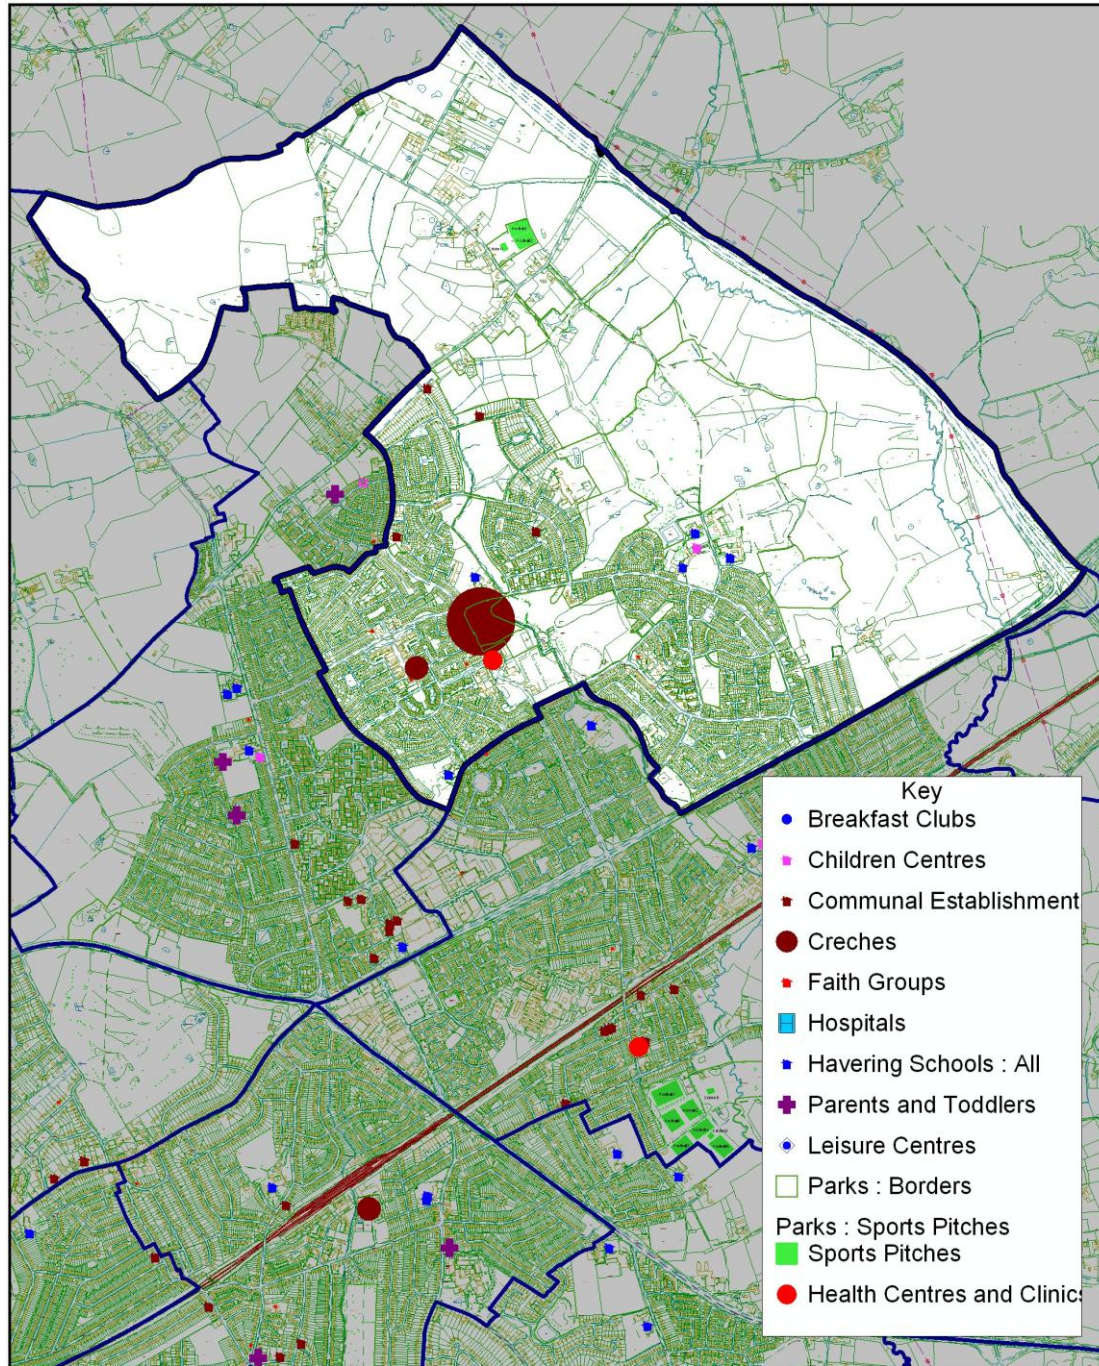 Key
Breakfast Clubs
Children Centres
Communal Establishment
Creches
Faith Groups
Hospitals
Havering Schools : All
Parents and Toddlers
Leisure Centres
Parks : Borders
Parks : Sports Pitches
Sports Pitches
Health Centres and Clinics